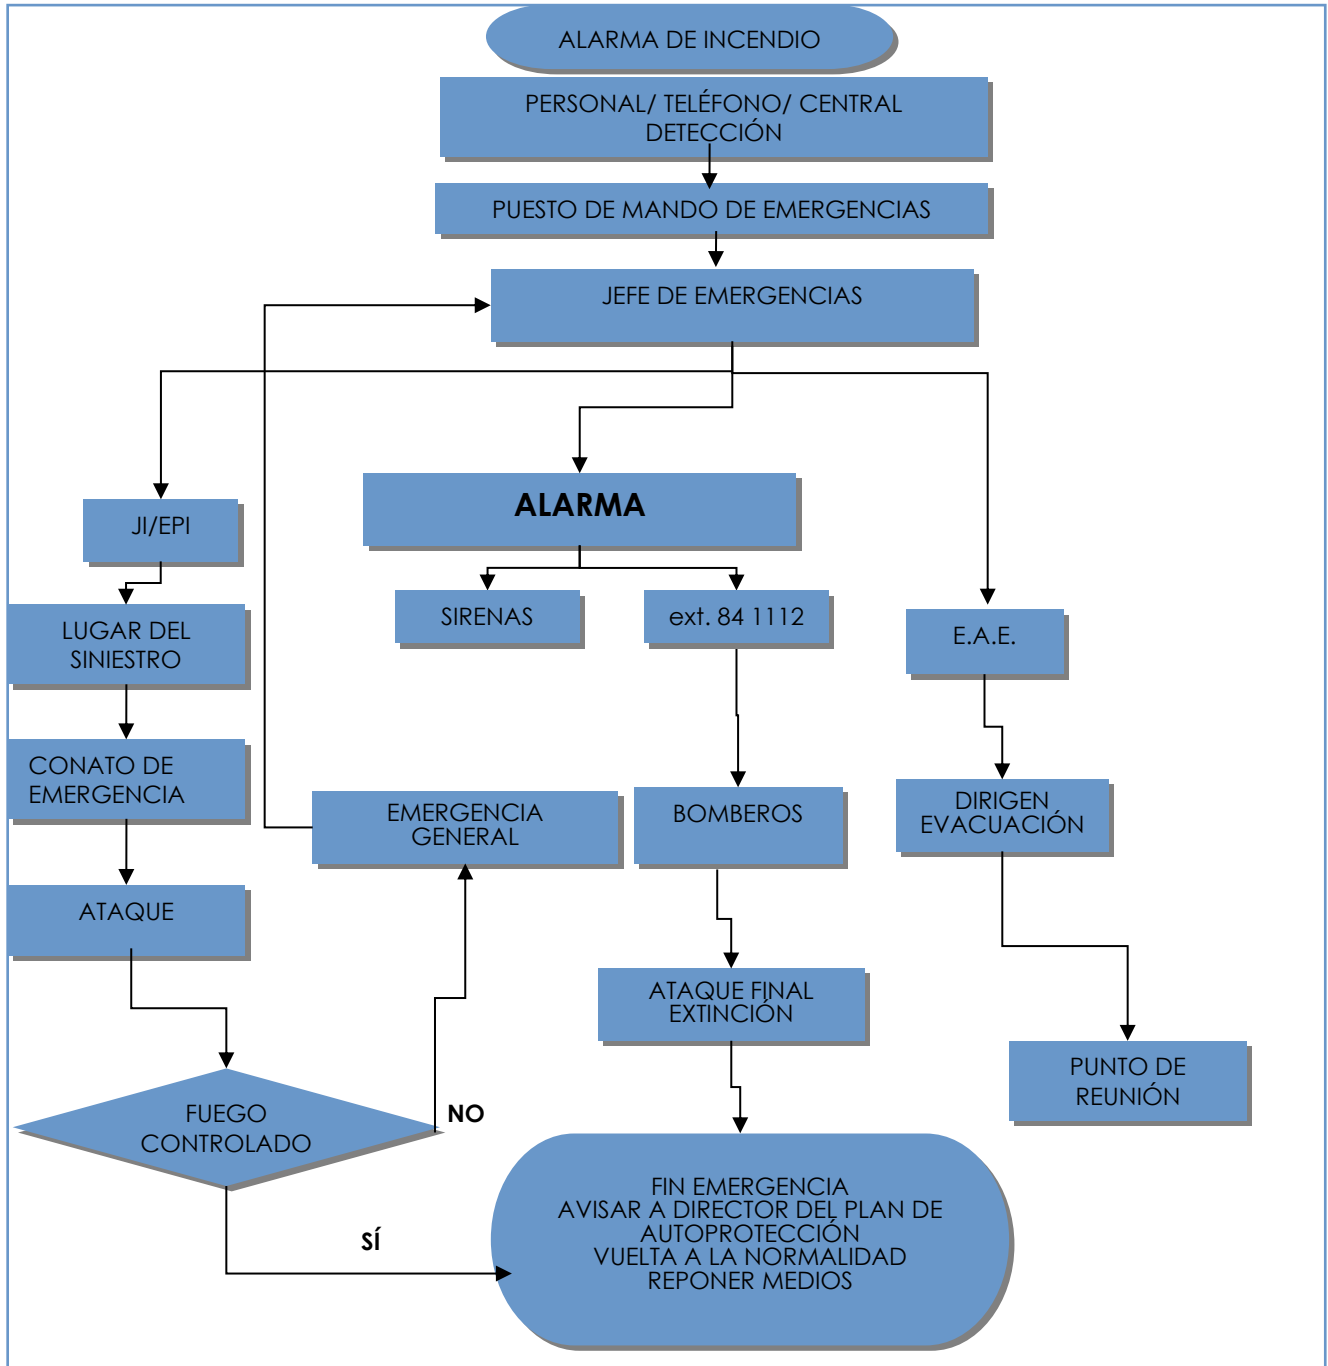 ALARMA DE INCENDIO
PERSONAL/ TELÉFONO/ CENTRAL
DETECCIÓN
PUESTO DE MANDO DE EMERGENCIAS
JEFE DE EMERGENCIAS
ALARMA
JI/EPI
SIRENAS
ext. 84 1112
E.A.E.
LUGAR DEL
SINIESTRO
CONATO DE
EMERGENCIA
EMERGENCIA
GENERAL
BOMBEROS
DIRIGEN
EVACUACIÓN
ATAQUE
ATAQUE FINAL
EXTINCIÓN
PUNTO DE
REUNIÓN
FUEGO
CONTROLADO
NO
SÍ
FIN EMERGENCIA
AVISAR A DIRECTOR DEL PLAN DE
AUTOPROTECCIÓN
VUELTA A LA NORMALIDAD
REPONER MEDIOS